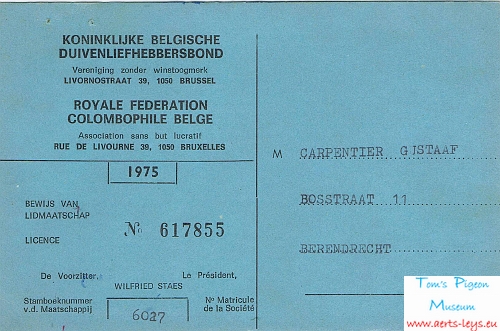 KONINKLIJKE BELGISCHE
DUIVENLIEFHEBBERSBOND
Vereniging zonder winstoogmerk
LIVORNOSTRAAT 39, 1050 BRUSSEL
ROYALE FEDERATION
COLOMBOPHILE BELGE
Association sans but lucratif
RUE DE LIVOURNE 39, 1050 BRUXELLES
1975
BEWIJS VAN
LIDMAATSCHAP
LICENCE
№ 617855
De Voorzitter, Le Président,
WILFRIED STAES
Stamboeknummer
v.d. Maatschappij
6027
Nº Matricule
de la Société
M CARPENTIER GUSTAAF
BOSSTRAAT 11
BERENDRECHT
Tom's Pigeon
Museum
www.aerts-leys.eu